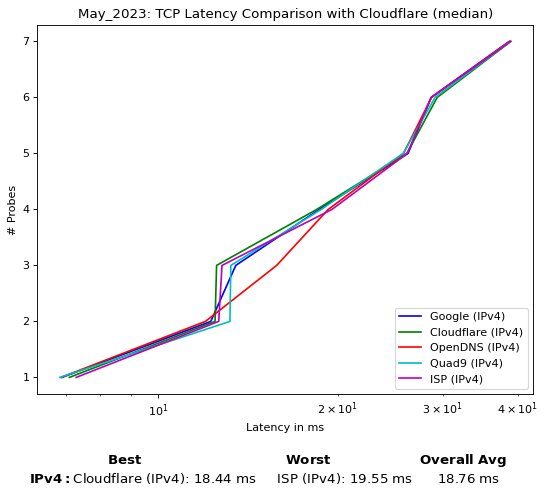 May_2023: TCP Latency Comparison with Cloudflare (median)
7
6
5
4
3
2
1
# Probes
Google (IPv4)
Cloudflare (IPv4)
OpenDNS (IPv4)
Quad9 (IPv4)
ISP (IPv4)
10¹ 2 × 10¹ 3 × 10¹ 4 × 10¹
Latency in ms
Best Worst Overall Avg
IPv4: Cloudflare (IPv4): 18.44 ms ISP (IPv4): 19.55 ms 18.76 ms